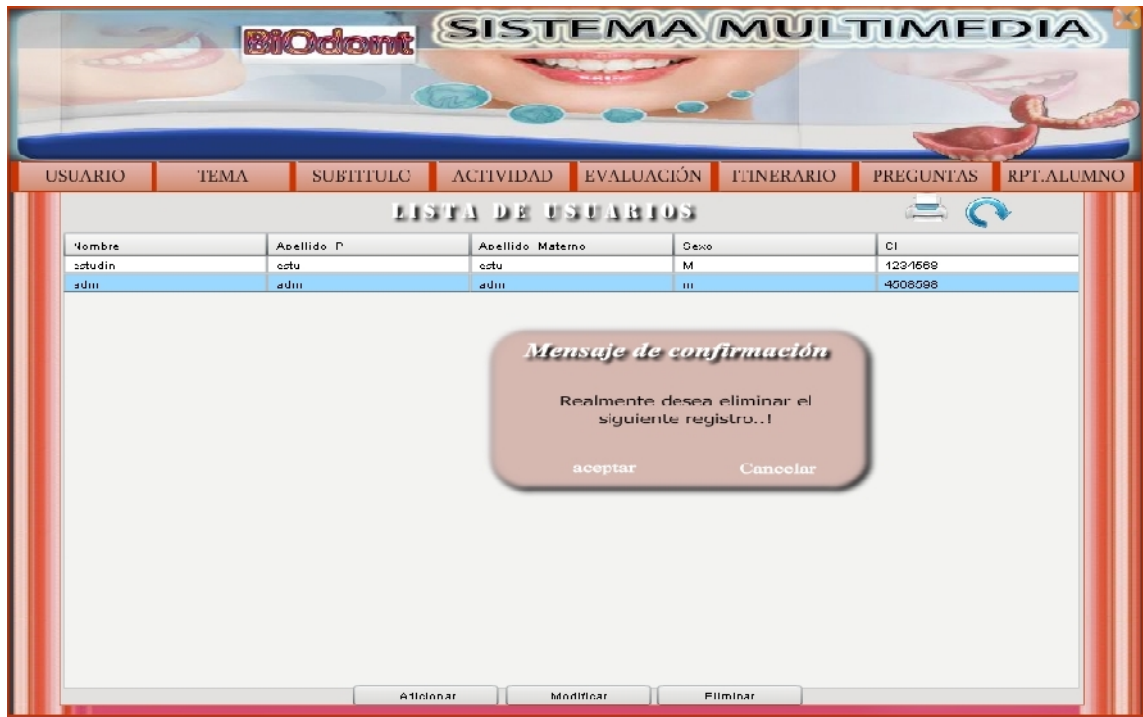 BiOdont
SISTEMA MULTIMEDIA
USUARIO TEMA SUBTITULO ACTIVIDAD EVALUACIÓN ITINERARIO PREGUNTAS RPT.ALUMNO
LISTA DE USUARIOS
Nombre Apellido P Apellido Materno Sexo CI
estudin estu estu M
adm adm adm m 4508598
Mensaje de confirmación
Realmente desea eliminar el
siguiente registro..!
aceptar Cancelar
Adicionar Modificar Eliminar